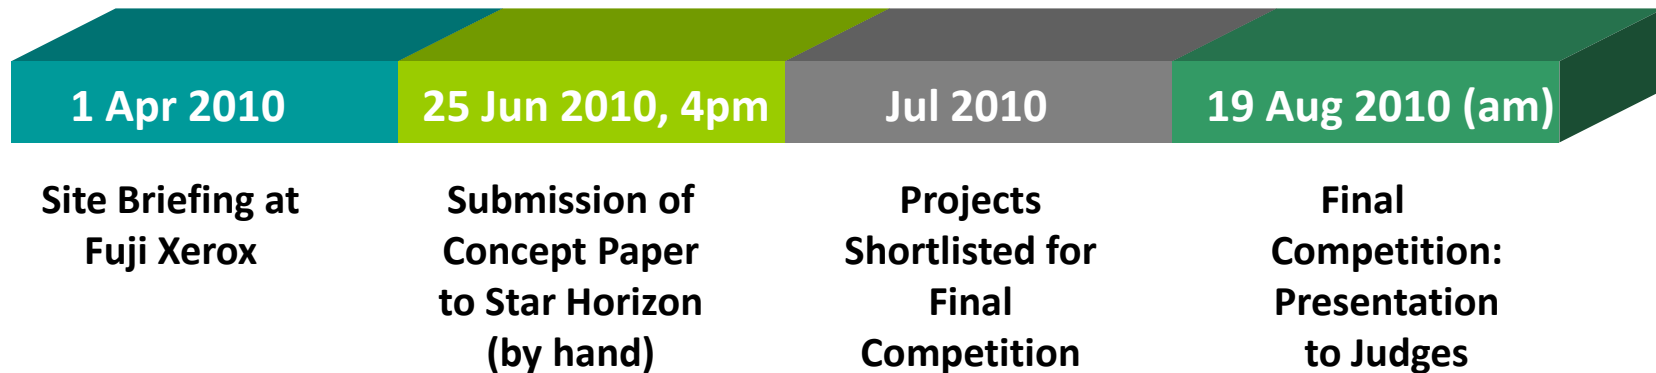 1 Apr 2010
25 Jun 2010, 4pm
Jul 2010
19 Aug 2010 (am)
Site Briefing at
Fuji Xerox
Submission of
Concept Paper
to Star Horizon
(by hand)
Projects
Shortlisted for
Final
Competition
Final
Competition:
Presentation
to Judges